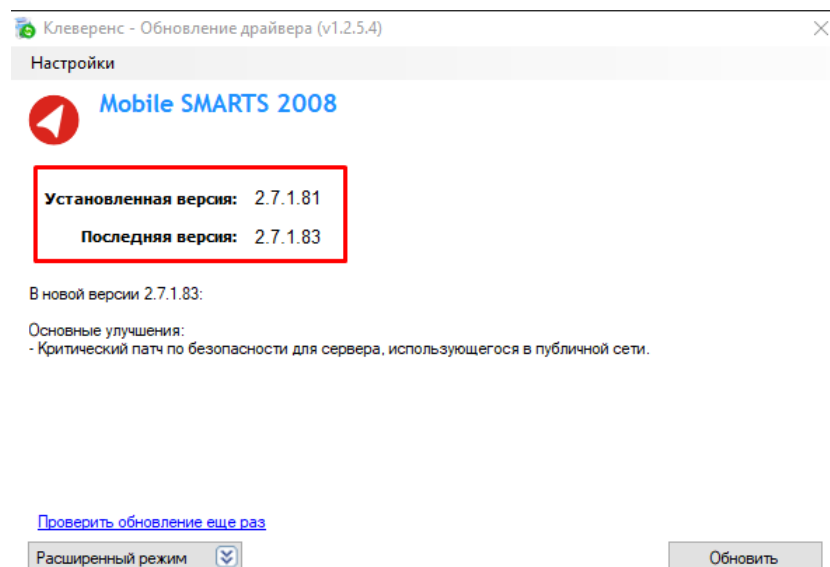 Клеверенс - Обновление драйвера (v1.2.5.4)
Настройки
Mobile SMARTS 2008
Установленная версия: 2.7.1.81
Последняя версия: 2.7.1.83
В новой версии 2.7.1.83:
Основные улучшения:
- Критический патч по безопасности для сервера, использующегося в публичной сети.
Проверить обновление еще раз
Расширенный режим
Обновить